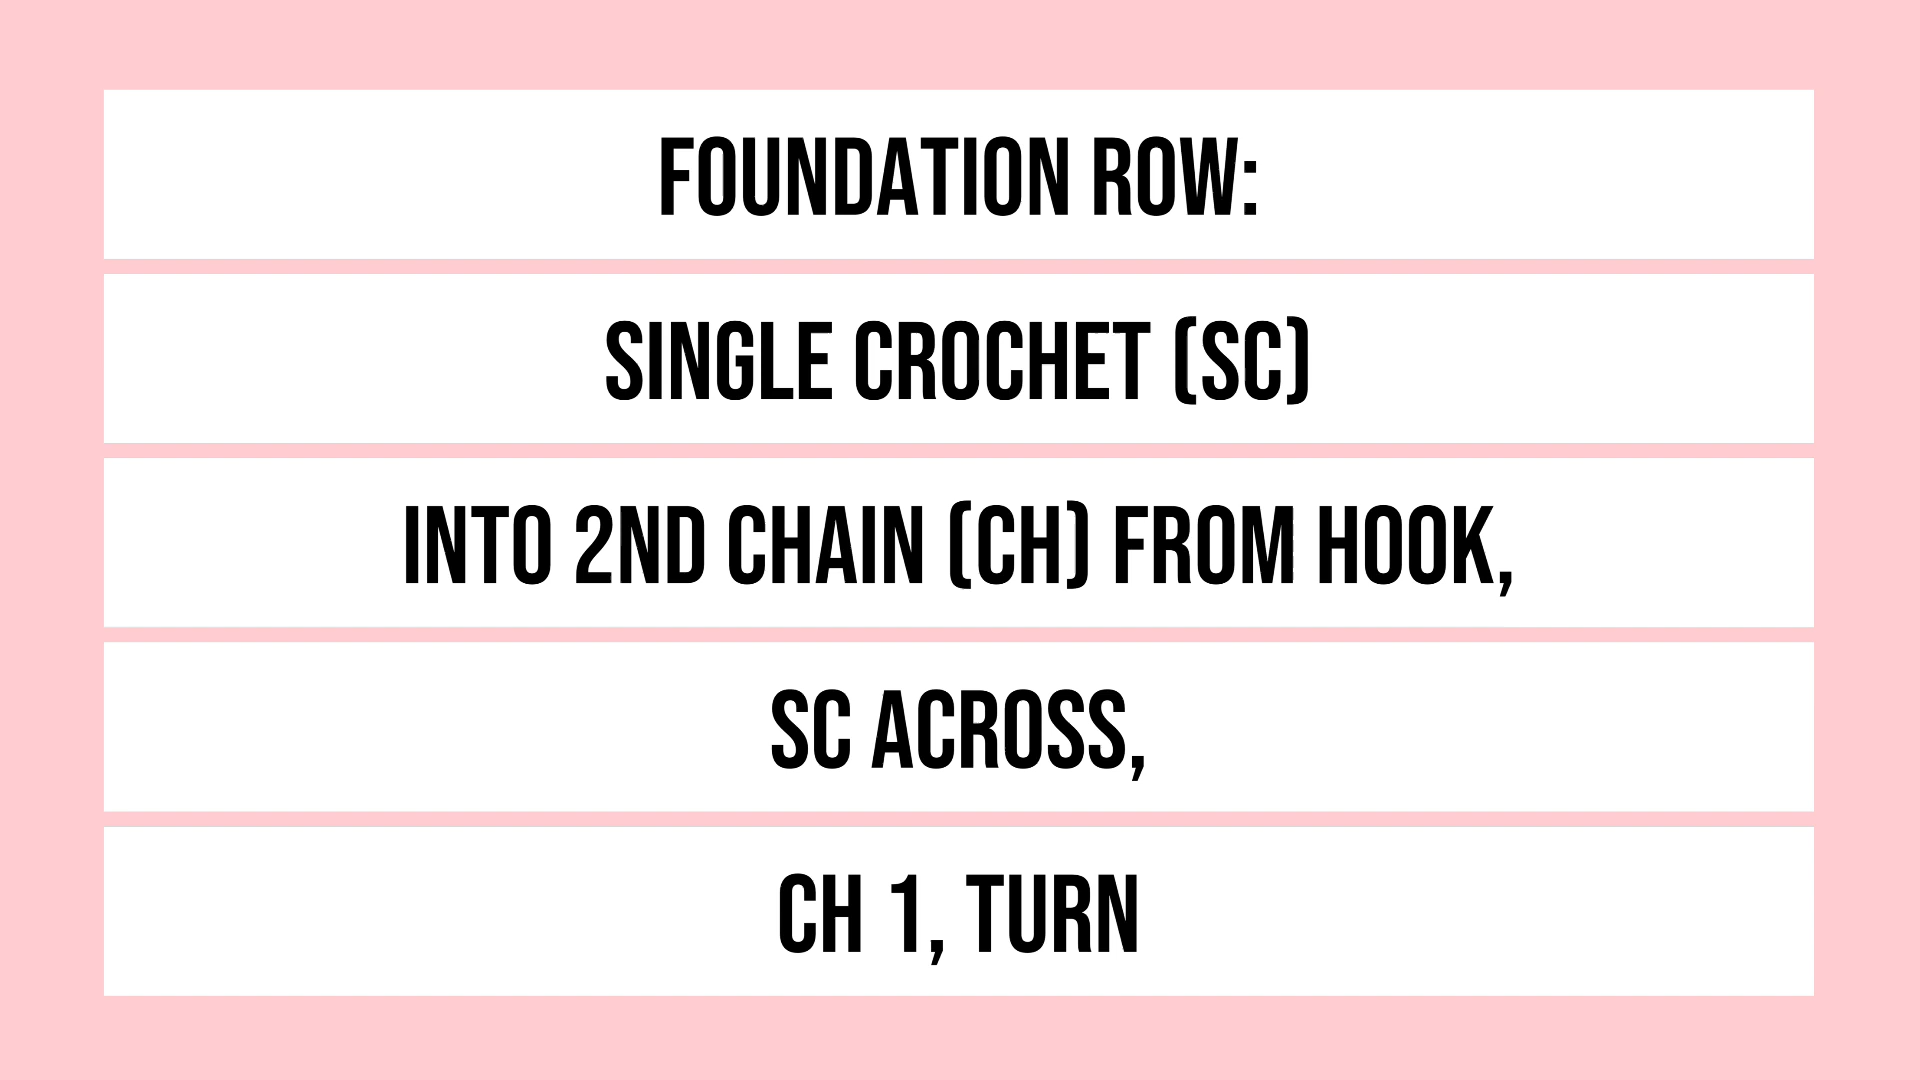 FOUNDATION ROW:
SINGLE CROCHET (SC)
INTO 2ND CHAIN (CH) FROM HOOK,
SC ACROSS,
CH 1, TURN